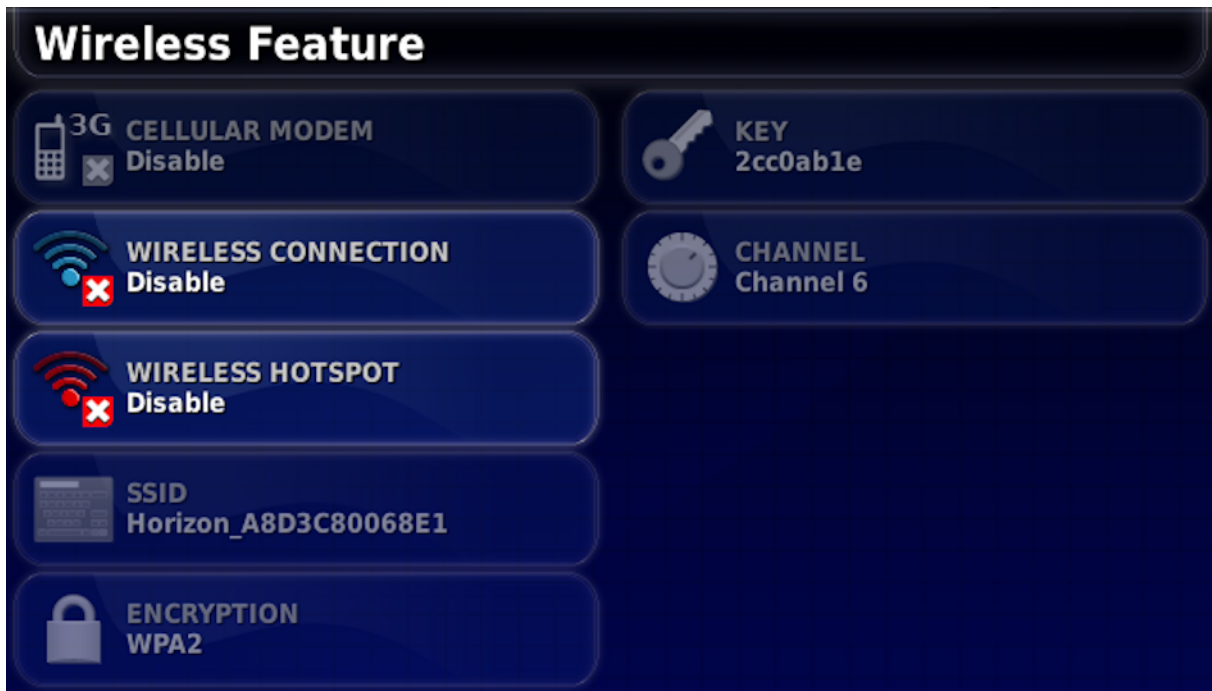 Wireless Feature
3G
CELLULAR MODEM
Disable
WIRELESS CONNECTION
Disable
WIRELESS HOTSPOT
Disable
SSID
Horizon_A8D3C80068E1
ENCRYPTION
WPA2
KEY
2cc0ab1e
CHANNEL
Channel 6